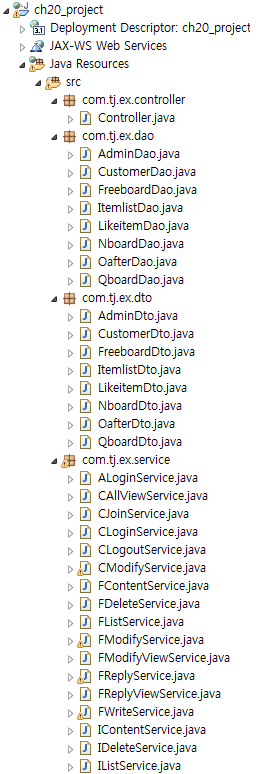 ch20_project
Deployment Descriptor: ch20_project
JAX-WS Web Services
Java Resources
src
com.tj.ex.controller
Controller.java
com.tj.ex.dao
AdminDao.java
CustomerDao.java
FreeboardDao.java
ItemlistDao.java
LikeitemDao.java
NboardDao.java
OafterDao.java
QboardDao.java
com.tj.ex.dto
AdminDto.java
CustomerDto.java
FreeboardDto.java
ItemlistDto.java
LikeitemDto.java
NboardDto.java
OafterDto.java
QboardDto.java
com.tj.ex.service
ALoginService.java
CAllViewService.java
CJoinService.java
CLoginService.java
CLogoutService.java
CModifyService.java
FContentService.java
FDeleteService.java
FListService.java
FModifyService.java
FModifyViewService.java
FReplyService.java
FReplyViewService.java
FWriteService.java
IContentService.java
IDeleteService.java
IListService.java